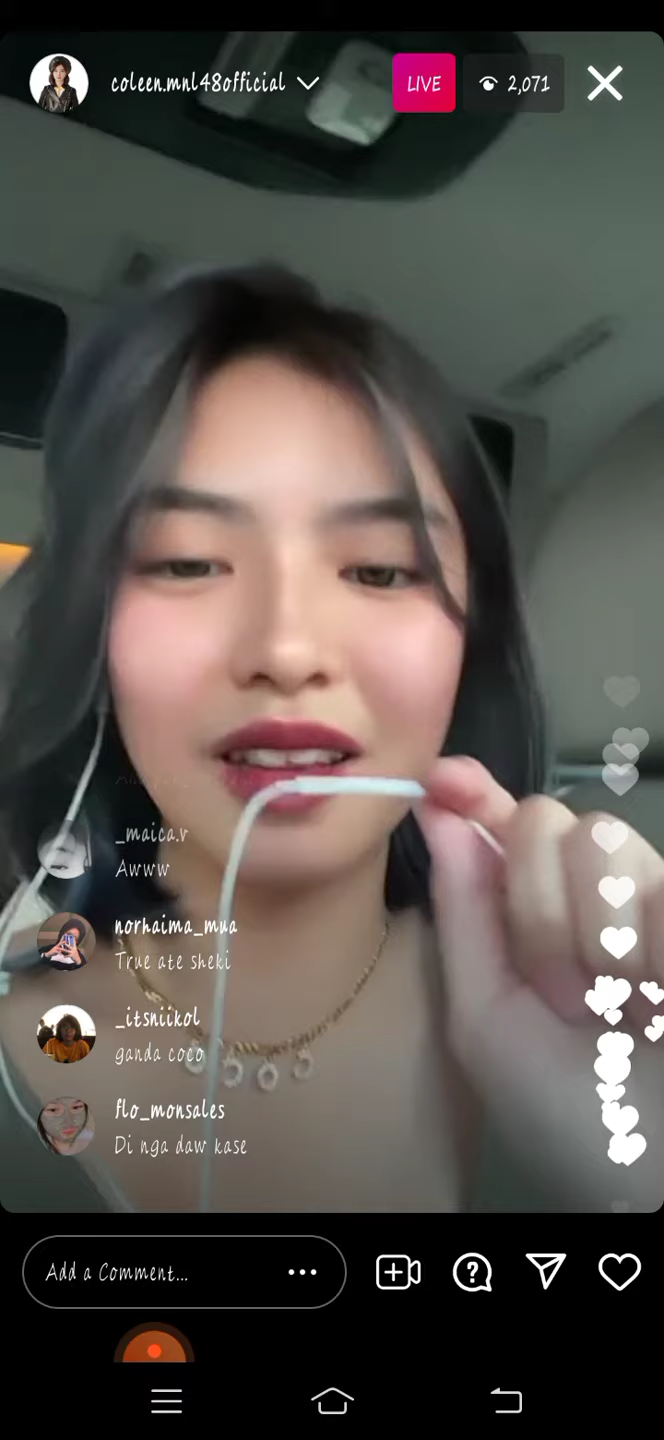 coleen.mnl48official
LIVE
2,071
_maica.v
Awww
norhaima_mua
True ate sheki
_itsniikol
ganda coco
flo_monsales
Di nga daw kase
Add a Comment...